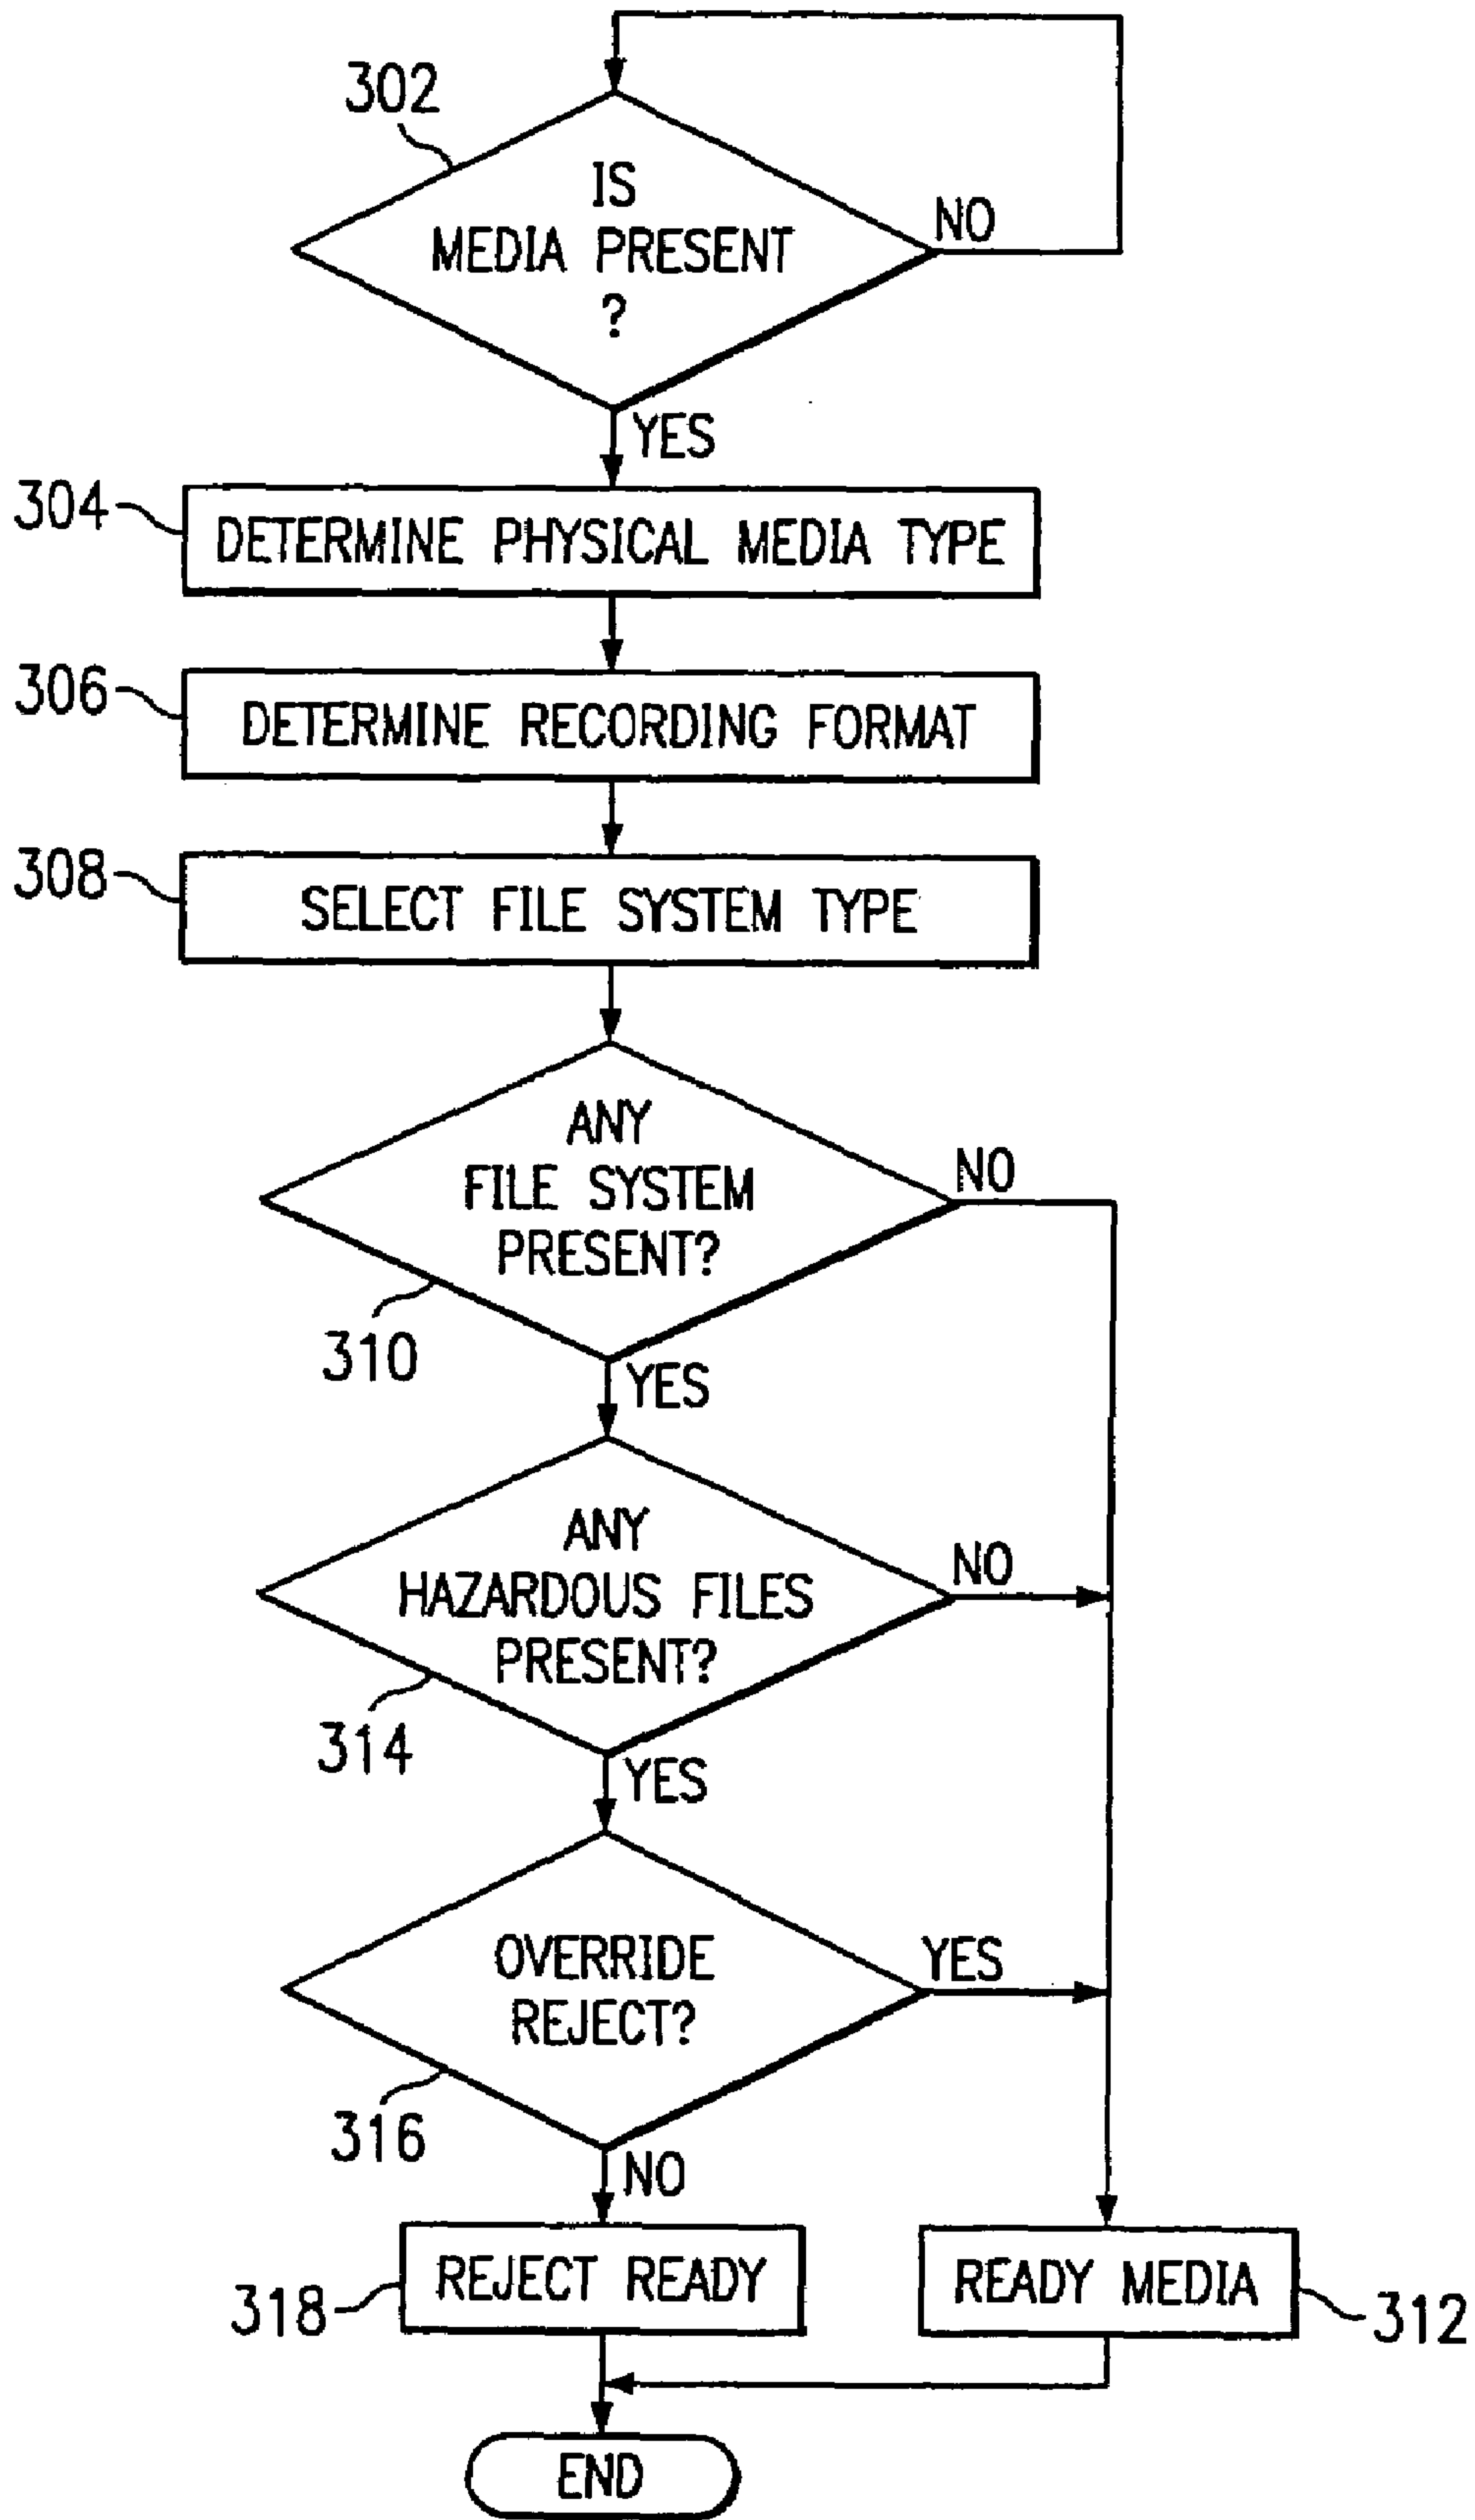 302
IS
MEDIA PRESENT
?
NO
YES
304
DETERMINE PHYSICAL MEDIA TYPE
306
DETERMINE RECORDING FORMAT
308
SELECT FILE SYSTEM TYPE
ANY
FILE SYSTEM
PRESENT?
NO
310
YES
ANY
HAZARDOUS FILES
PRESENT?
NO
314
YES
OVERRIDE
REJECT?
YES
316
NO
REJECT READY
318
READY MEDIA
312
END